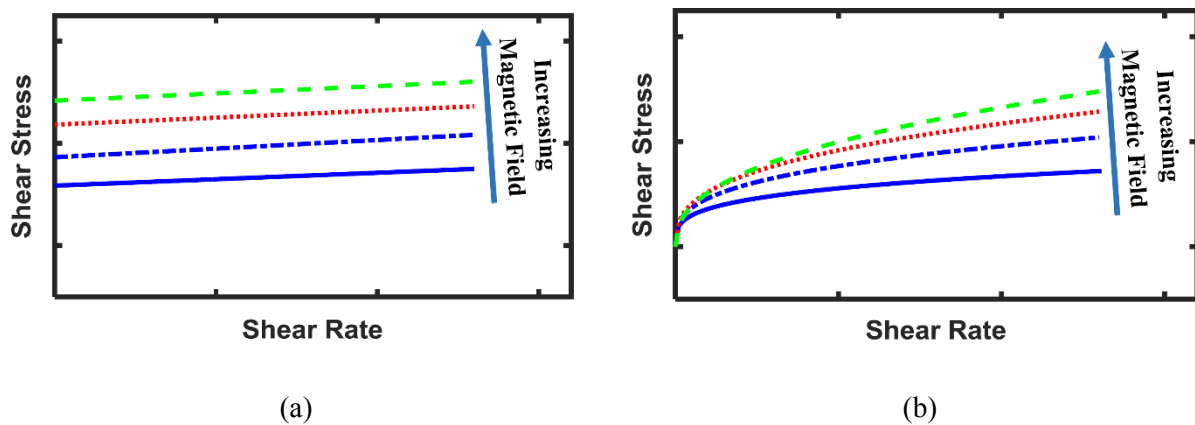 Shear Stress
Increasing
Magnetic Field
Shear Rate
(a)
Shear Stress
Increasing
Magnetic Field
Shear Rate
(b)